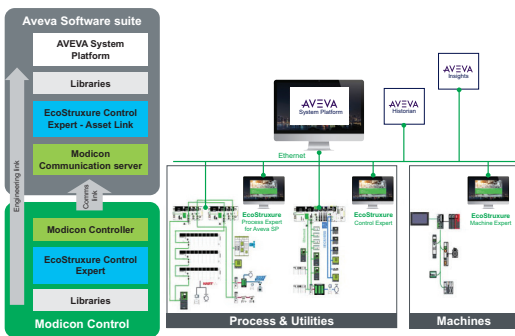 Aveva Software suite
AVEVA System
Platform
Libraries
EcoStruxure Control
Expert - Asset Link
Modicon
Communication server
Engineering link
Comms
link
Modicon Controller
EcoStruxure Control
Expert
Libraries
Modicon Control
AVEVA
System Platform
AVEVA
Historian
AVEVA
Insights
Ethernet
EcoStruxure
Process Expert
for Aveva SP
EcoStruxure
Control Expert
EcoStruxure
Machine Expert
Process & Utilities
Machines